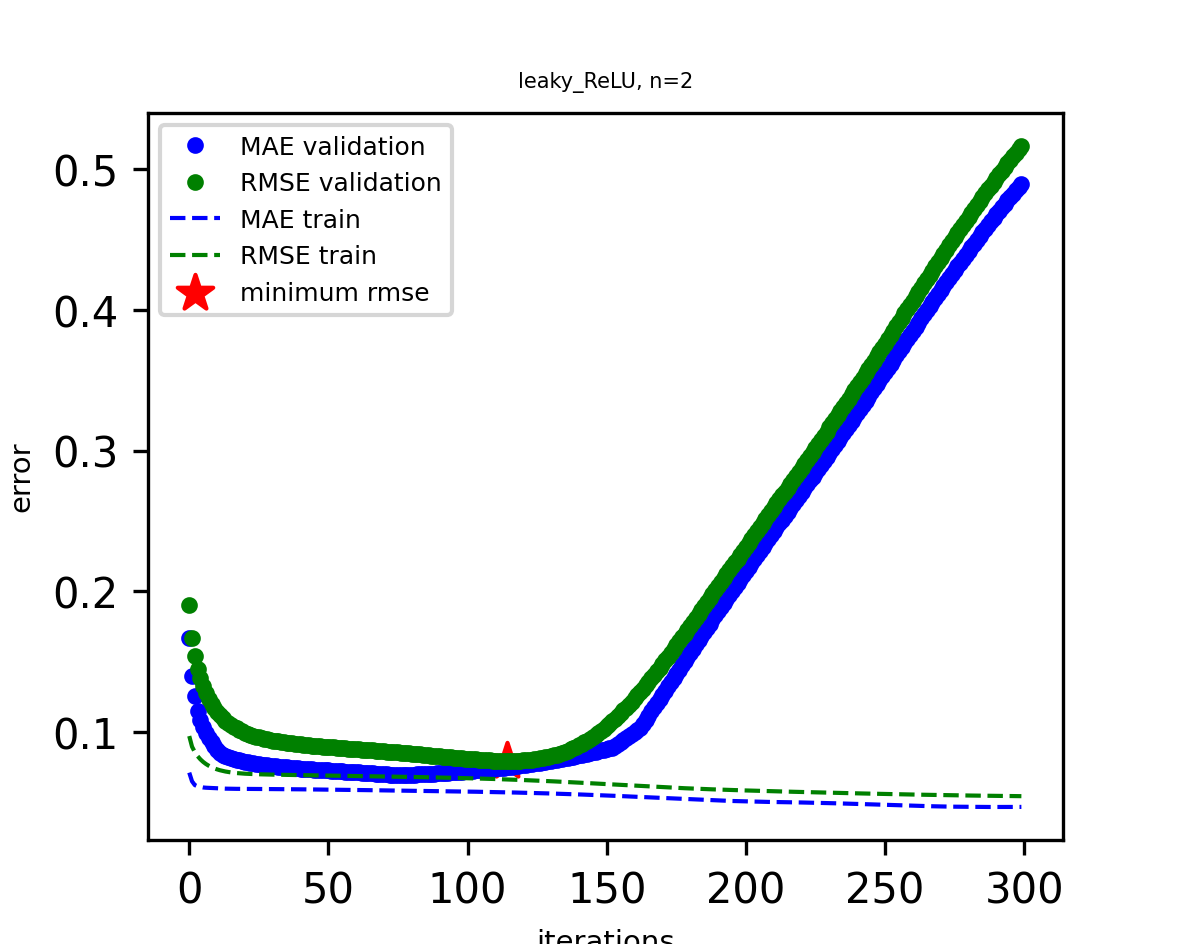 leaky_ReLU, n=2
MAE validation
RMSE validation
MAE train
RMSE train
minimum rmse
error
0.5
0.4
0.3
0.2
0.1
0 50 100 150 200 250 300
iterations